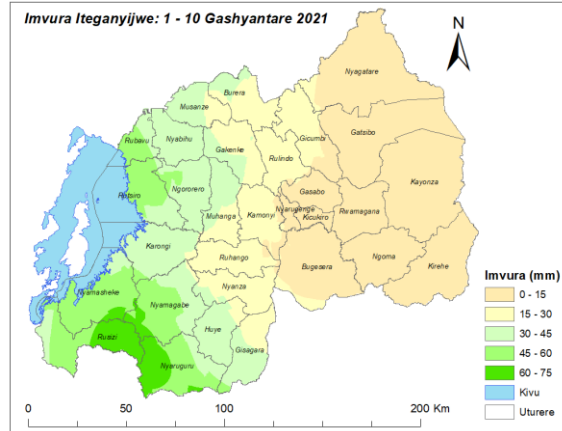 Imvura Iteganyijwe: 1 - 10 Gashyantare 2021
N
Nyagatare
Burera
Musanze
Rubavu
Nyabihu
Gakenke
Gicumbi
Gatsibo
Rulindo
Rutsiro
Ngororero
Gasabo
Kayonza
Muhanga
Kamonyi
Nyarugenge
Kicukiro
Rwamagana
Karongi
Ruhango
Bugesera
Ngoma
Kirehe
Nyamasheke
Nyamagabe
Nyanza
Huye
Rusizi
Gisagara
Nyaruguru
Imvura (mm)
0 - 15
15 - 30
30 - 45
45 - 60
60 - 75
Kivu
Uturere
0 50 100 200 Km